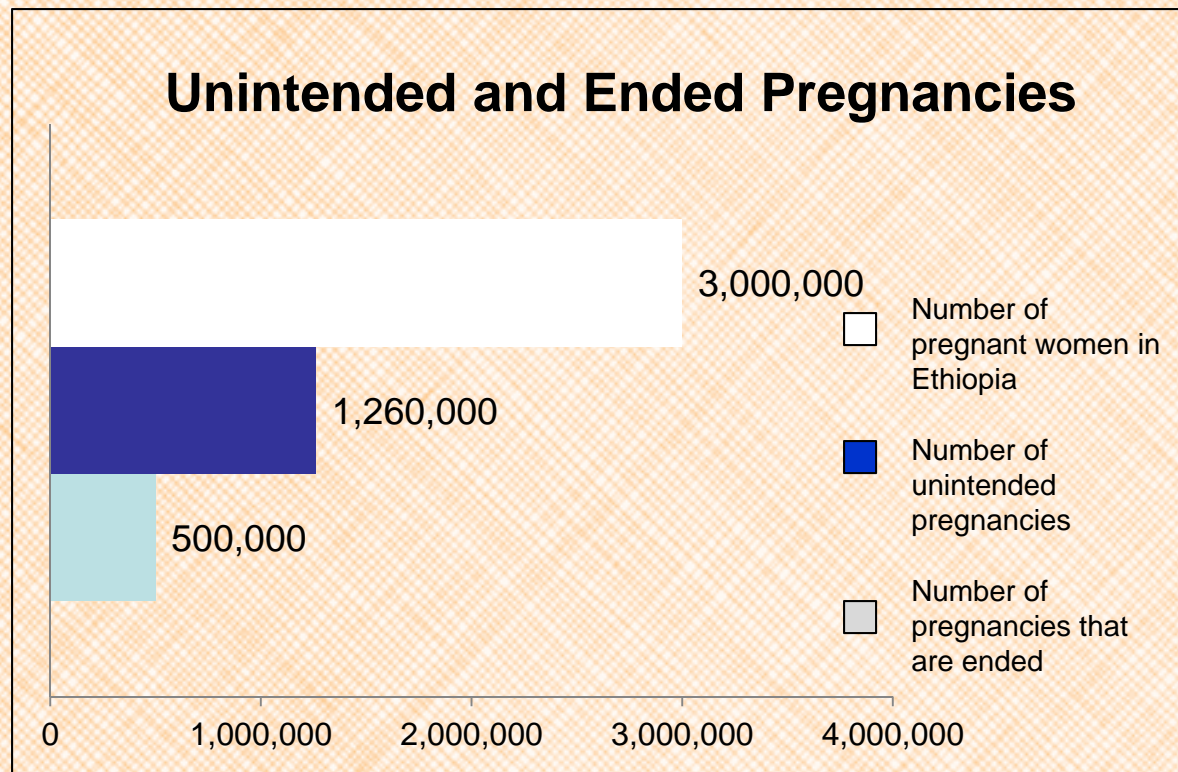 Unintended and Ended Pregnancies
3,000,000
1,260,000
500,000
Number of
pregnant women in
Ethiopia
Number of
unintended
pregnancies
Number of
pregnancies that
are ended
0 1,000,000 2,000,000 3,000,000 4,000,000